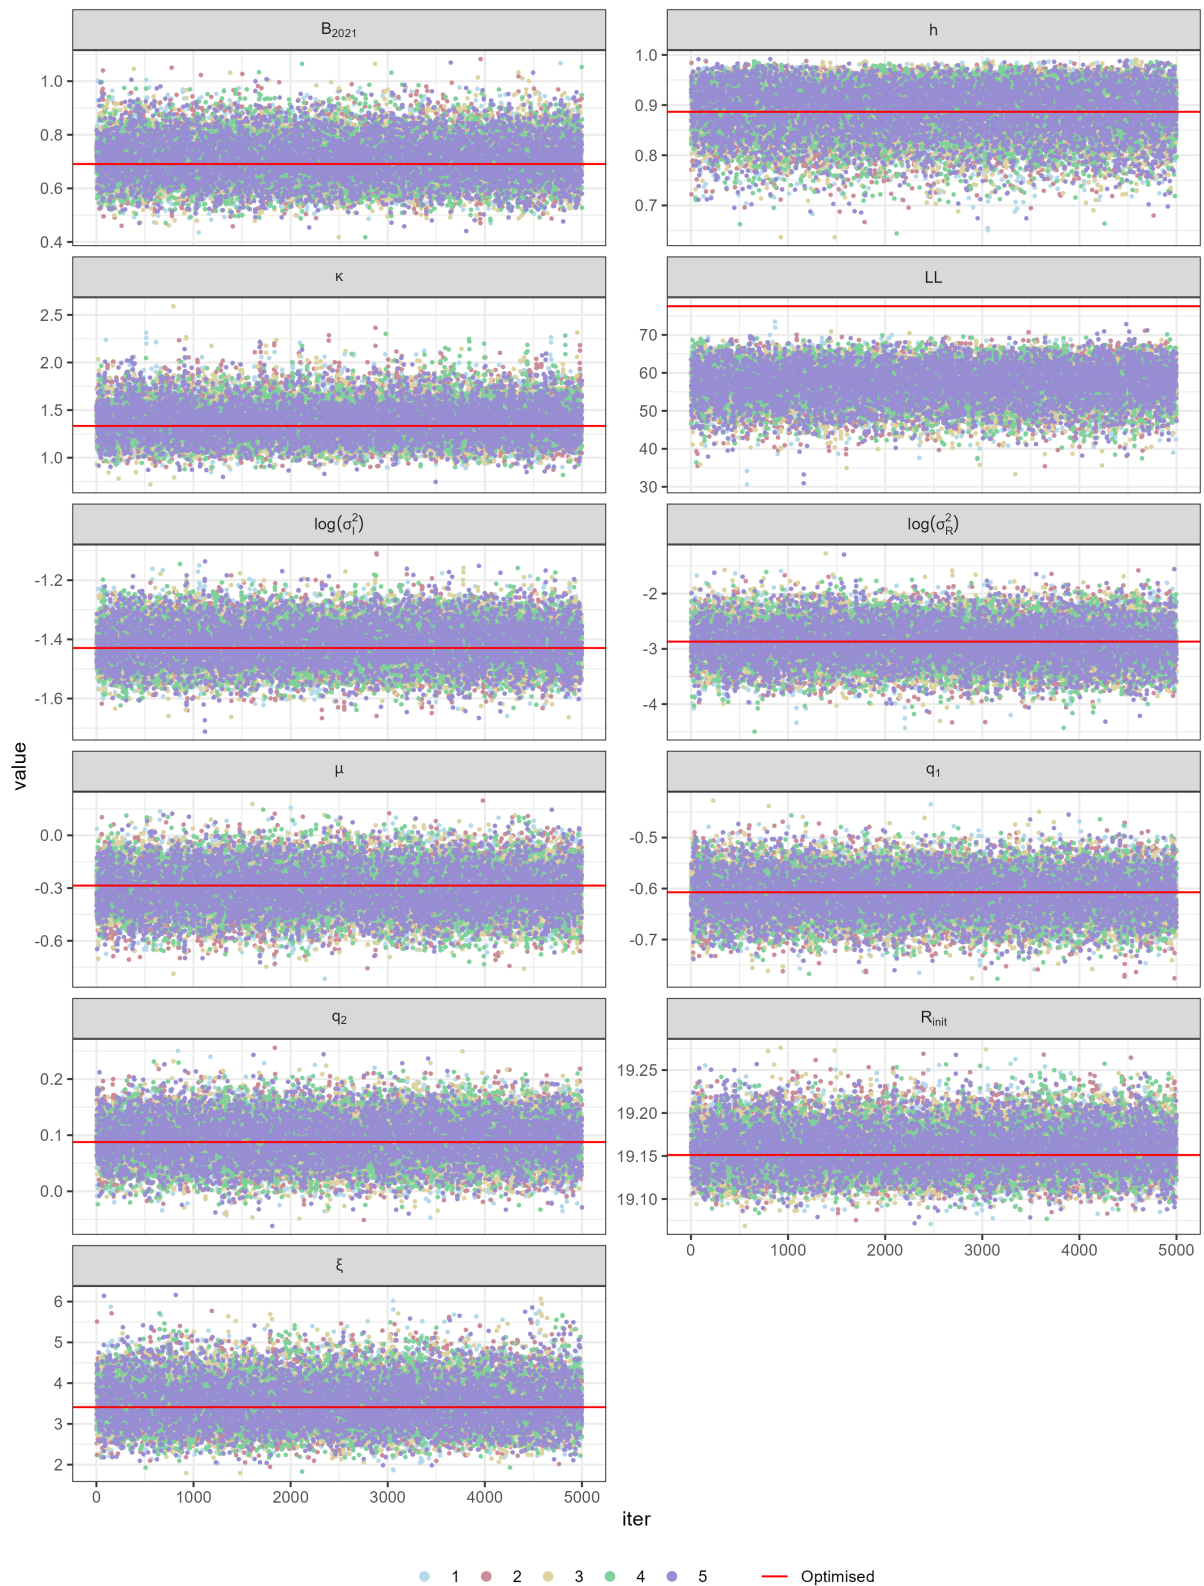 B₂₀₂₁
h
1.0
0.8
0.6
0.4
1.0
0.9
0.8
0.7
κ
LL
2.5
2.0
1.5
1.0
70
60
50
40
30
log(σ²_I)
log(σ²_R)
-1.2
-1.4
-1.6
-2
-3
-4
μ
q₁
0.0
-0.3
-0.6
-0.5
-0.6
-0.7
q₂
R_init
0.2
0.1
0.0
19.25
19.20
19.15
19.10
0 1000 2000 3000 4000 5000
ξ
6
5
4
3
2
0 1000 2000 3000 4000 5000
value
iter
1 2 3 4 5 Optimised